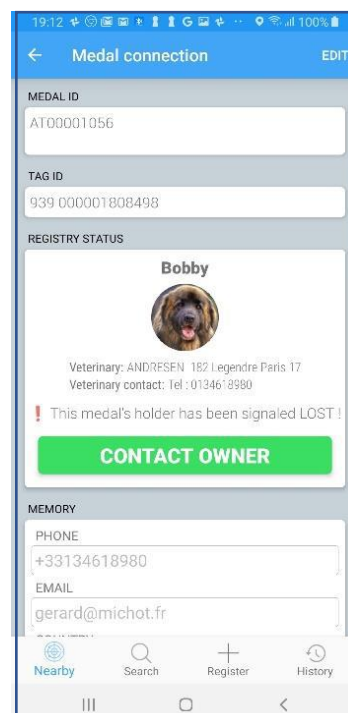 19:12 G 100%
Medal connection EDIT
MEDAL ID
AT00001056
TAG ID
939 000001808498
REGISTRY STATUS
Bobby
Veterinary: ANDRESEN 182 Legendre Paris 17
Veterinary contact: Tel : 0134618980
❗ This medal's holder has been signaled LOST !
CONTACT OWNER
MEMORY
PHONE
+33134618980
EMAIL
gerard@michot.fr
Nearby Search Register History